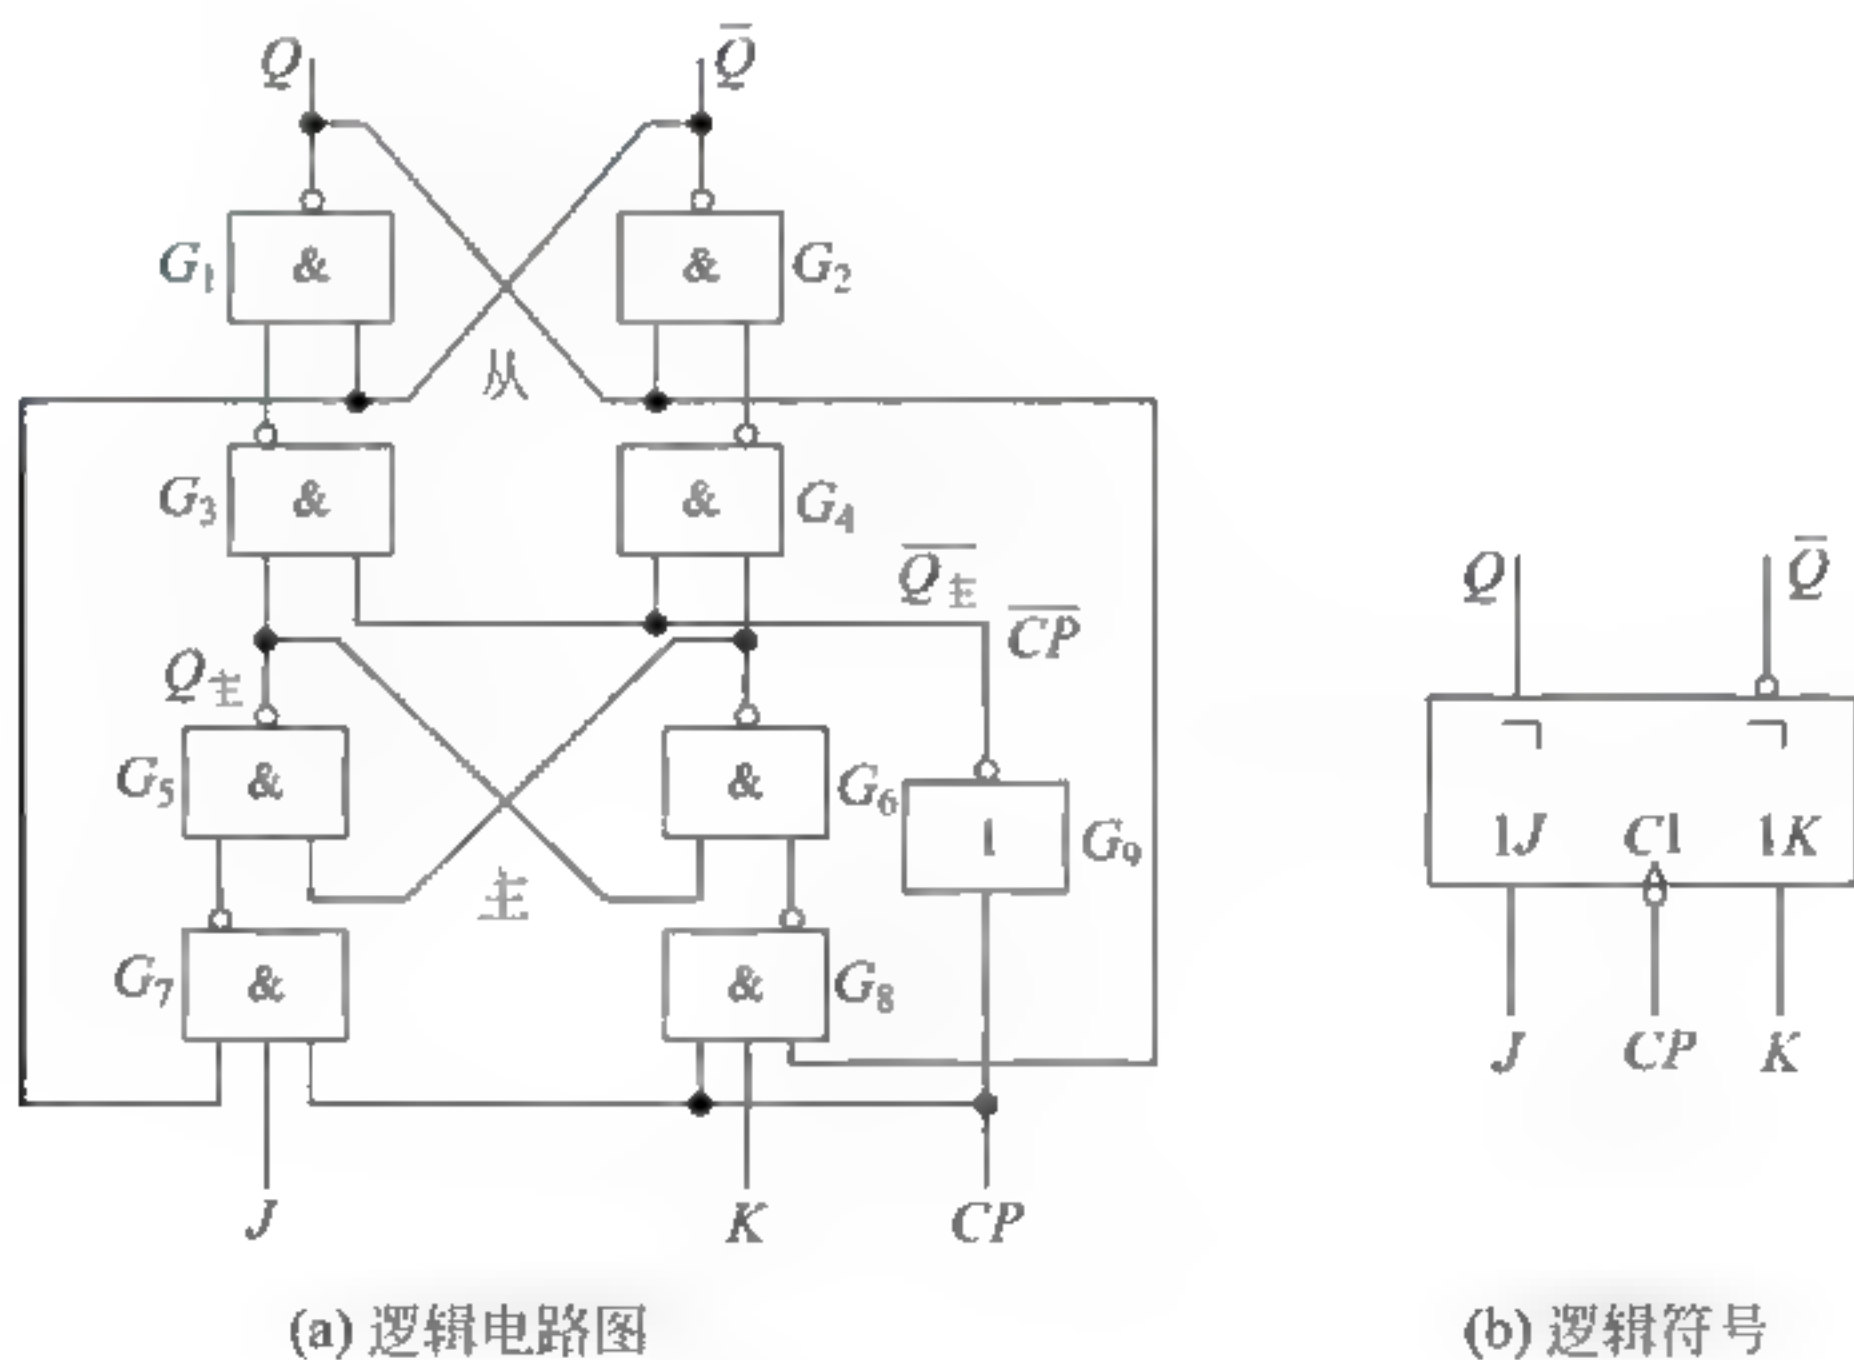 Q Q̅
G₁ & & G₂
从
G₃ & & G₄
Q̅主
C̅P̅
Q主
G₅ & & G₆
1 G₉
主
G₇ & & G₈
J K CP
(a) 逻辑电路图
Q Q̅
¬ ¬
1J C1 1K
J CP K
(b) 逻辑符号